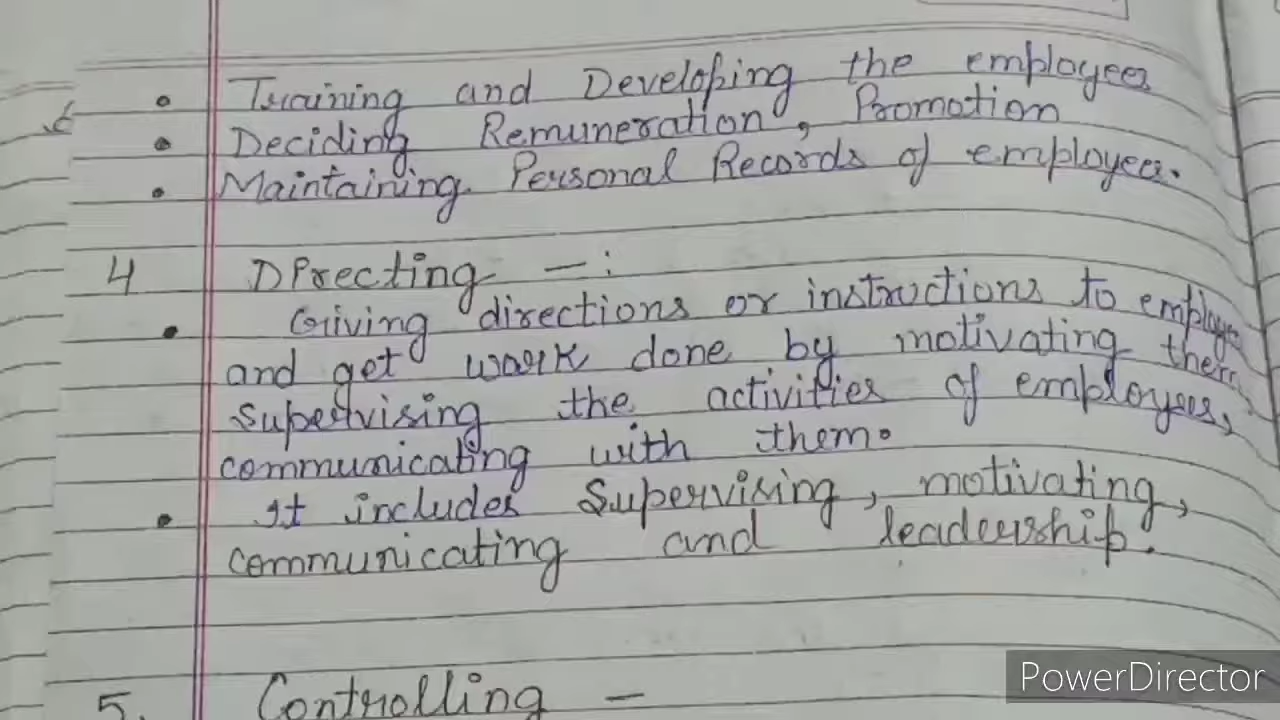 • Training and Developing the employees
• Deciding Remuneration, Promotion
• Maintaining Personal Records of employees.
4 Directing -:
• Giving directions or instructions to employe
and get work done by motivating them
supervising the activities of employees,
communicating with them.
• It includes Supervising, motivating,
communicating and leadership.
5. Controlling -
PowerDirector